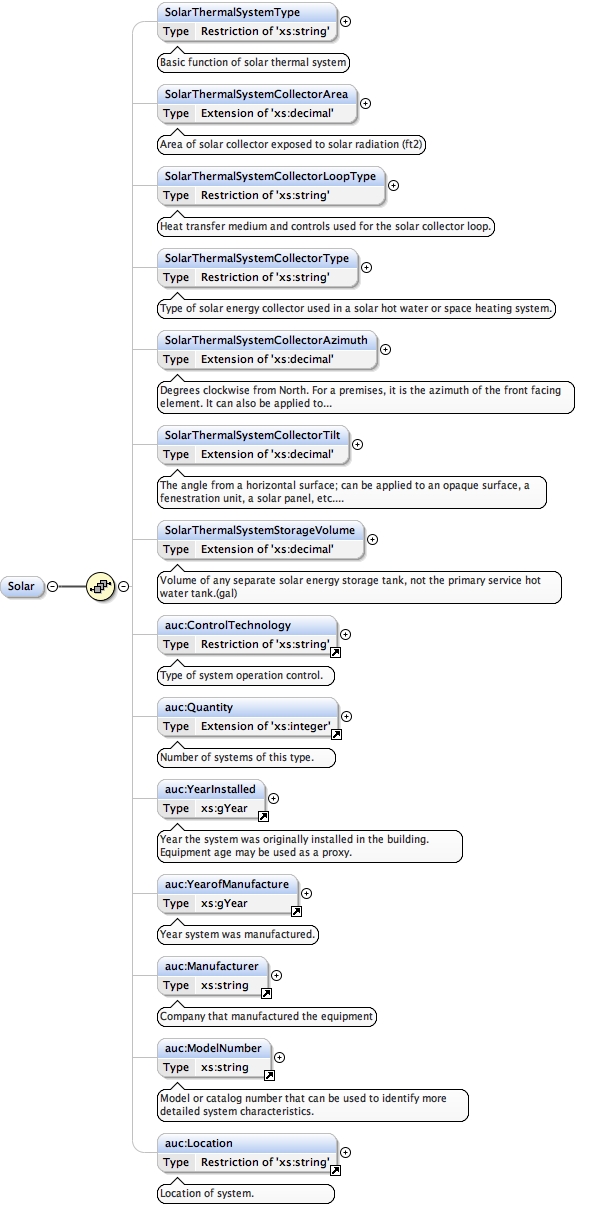 SolarThermalSystemType
Type Restriction of 'xs:string'
Basic function of solar thermal system
SolarThermalSystemCollectorArea
Type Extension of 'xs:decimal'
Area of solar collector exposed to solar radiation (ft2)
SolarThermalSystemCollectorLoopType
Type Restriction of 'xs:string'
Heat transfer medium and controls used for the solar collector loop.
SolarThermalSystemCollectorType
Type Restriction of 'xs:string'
Type of solar energy collector used in a solar hot water or space heating system.
SolarThermalSystemCollectorAzimuth
Type Extension of 'xs:decimal'
Degrees clockwise from North. For a premises, it is the azimuth of the front facing
element. It can also be applied to...
SolarThermalSystemCollectorTilt
Type Extension of 'xs:decimal'
The angle from a horizontal surface; can be applied to an opaque surface, a
fenestration unit, a solar panel, etc....
SolarThermalSystemStorageVolume
Type Extension of 'xs:decimal'
Volume of any separate solar energy storage tank, not the primary service hot
water tank.(gal)
Solar
auc:ControlTechnology
Type Restriction of 'xs:string'
Type of system operation control.
auc:Quantity
Type Extension of 'xs:integer'
Number of systems of this type.
auc:YearInstalled
Type xs:gYear
Year the system was originally installed in the building.
Equipment age may be used as a proxy.
auc:YearofManufacture
Type xs:gYear
Year system was manufactured.
auc:Manufacturer
Type xs:string
Company that manufactured the equipment
auc:ModelNumber
Type xs:string
Model or catalog number that can be used to identify more
detailed system characteristics.
auc:Location
Type Restriction of 'xs:string'
Location of system.